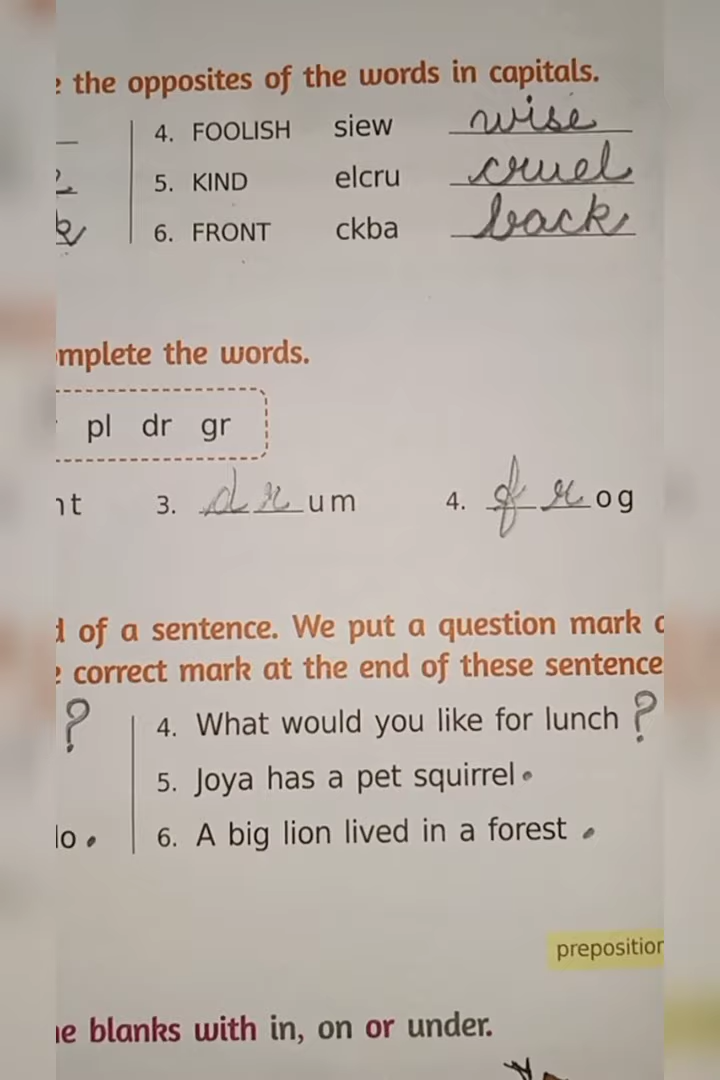 the opposites of the words in capitals.
4. FOOLISH siew wise
5. KIND elcru cruel
6. FRONT ckba back
mplete the words.
pl dr gr
nt 3. dr um 4. fr og
of a sentence. We put a question mark
correct mark at the end of these sentence
? 4. What would you like for lunch ?
5. Joya has a pet squirrel .
lo . 6. A big lion lived in a forest .
preposition
blanks with in, on or under.